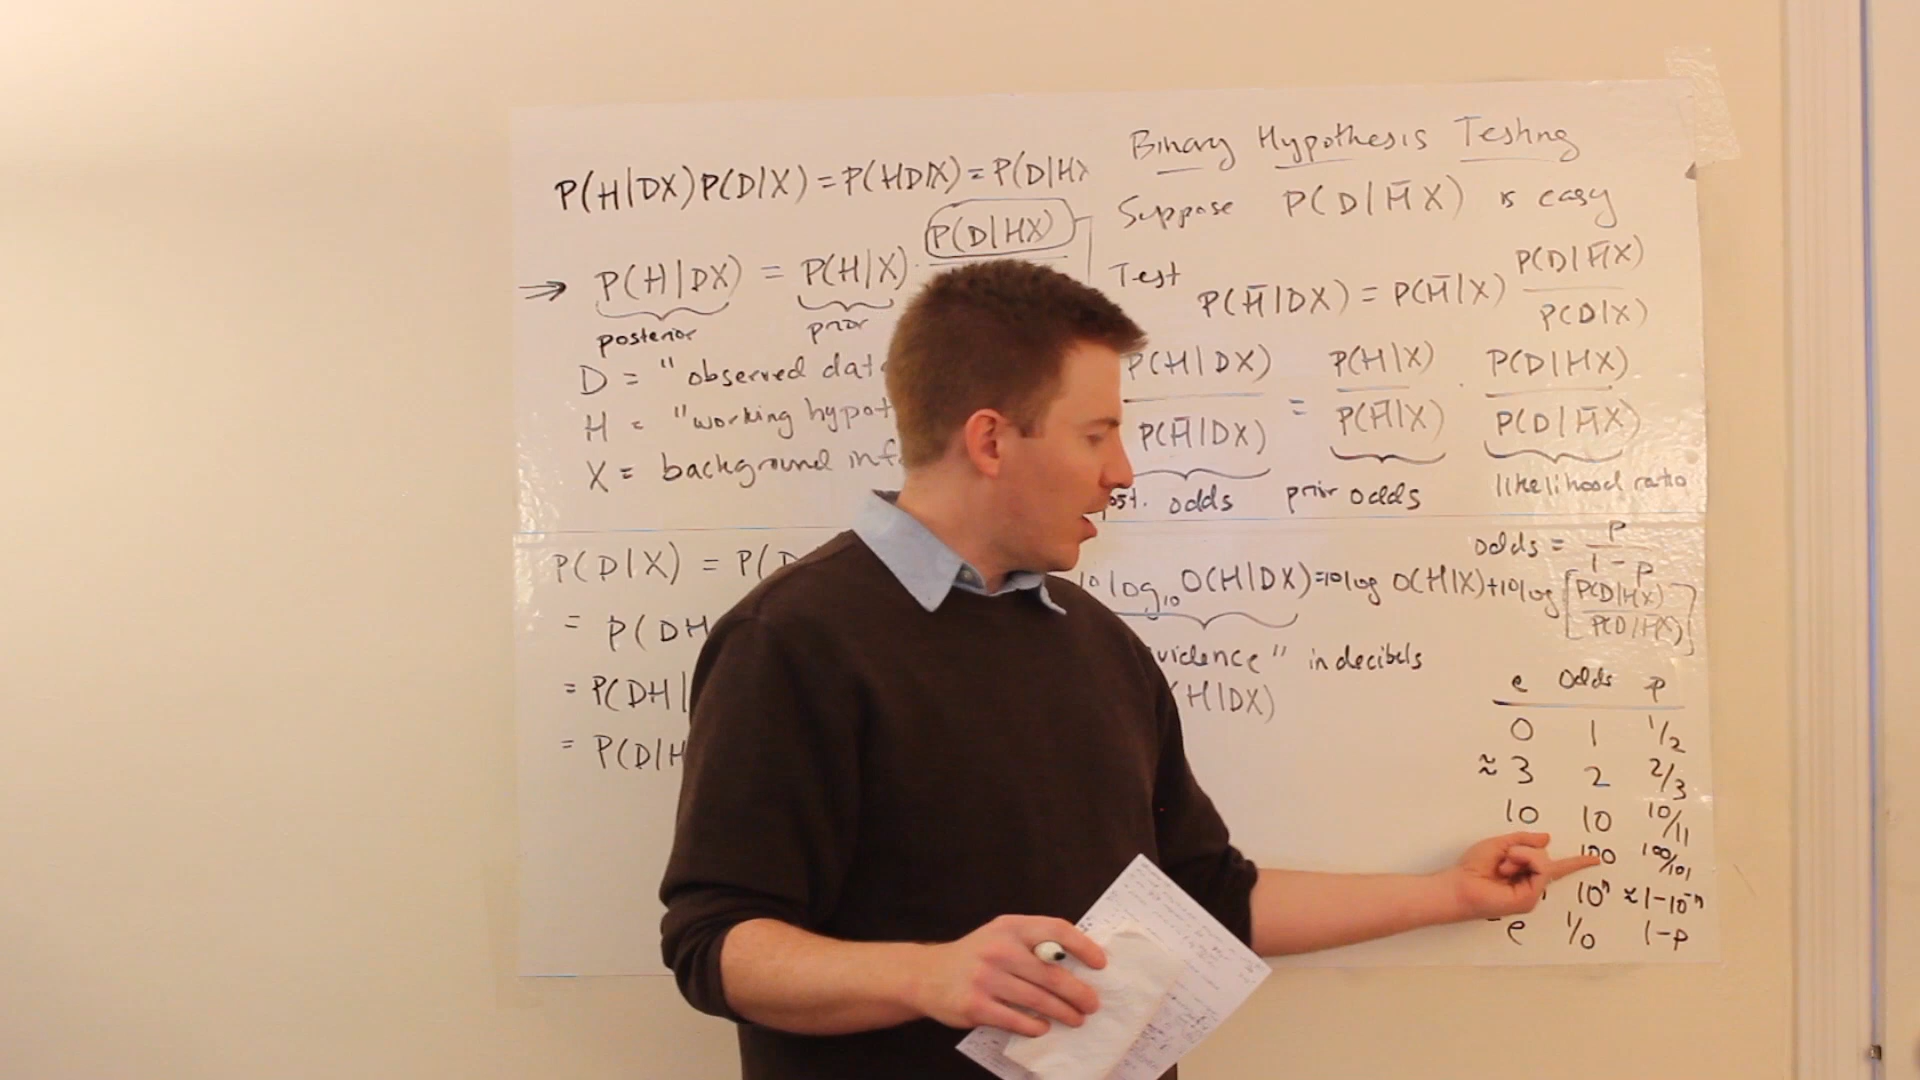 P(H|DX)P(D|X) = P(HD|X) = P(D|HX
→ P(H|DX) = P(H|X) · P(D|HX)
posterior prior
D = "observed data
H = "working hypot
X = background inf
P(D|X) = P(D
= P(DH
= P(DH|
= P(D|H
Binary Hypothesis Testing
Suppose P(D|H̄X) is easy
Test P(H̄|DX) = P(H̄|X) P(D|H̄X) / P(D|X)
P(H|DX) / P(H̄|DX) = P(H|X) / P(H̄|X) · P(D|HX) / P(D|H̄X)
post. odds prior odds likelihood ratio
odds = p / 1-p
10 log₁₀ O(H|DX) = 10 log O(H|X) + 10 log [P(D|HX) / P(D|H̄X)]
vidence" in decibels
(H|DX)
e odds p
0 1 1/2
≈ 3 2 2/3
10 10 10/11
100 100/101
10ⁿ ≈ 1-10⁻ⁿ
-e 1/o 1-p